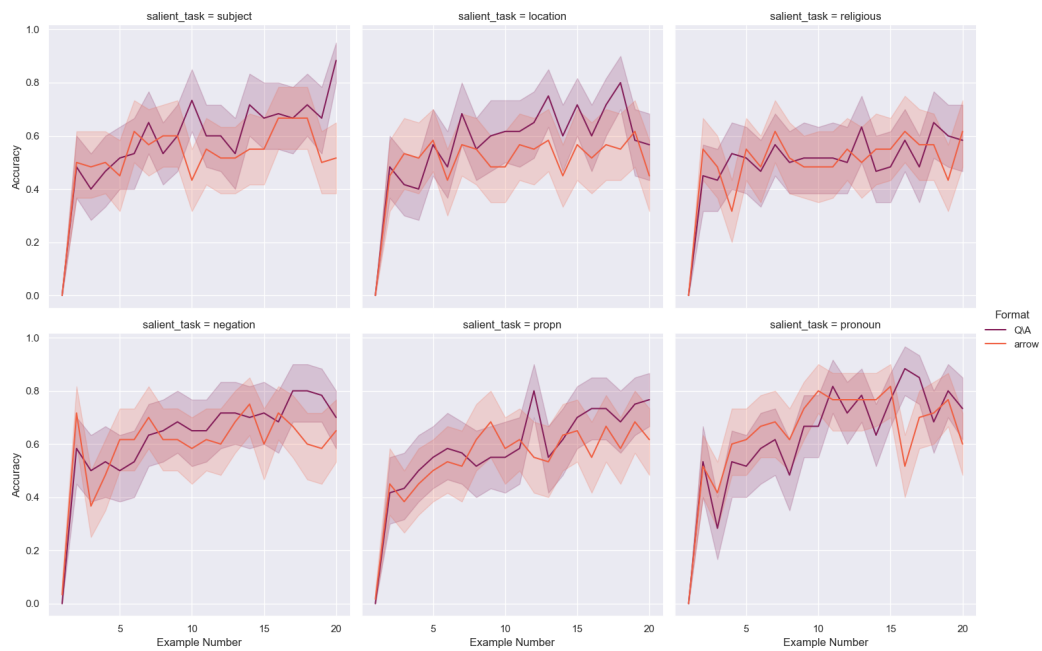 salient_task = subject
salient_task = location
salient_task = religious
1.0
0.8
0.6
0.4
0.2
0.0
Accuracy
salient_task = negation
salient_task = propn
salient_task = pronoun
Format
Q\A
arrow
1.0
0.8
0.6
0.4
0.2
0.0
Accuracy
5
10
15
20
5
10
15
20
5
10
15
20
Example Number
Example Number
Example Number